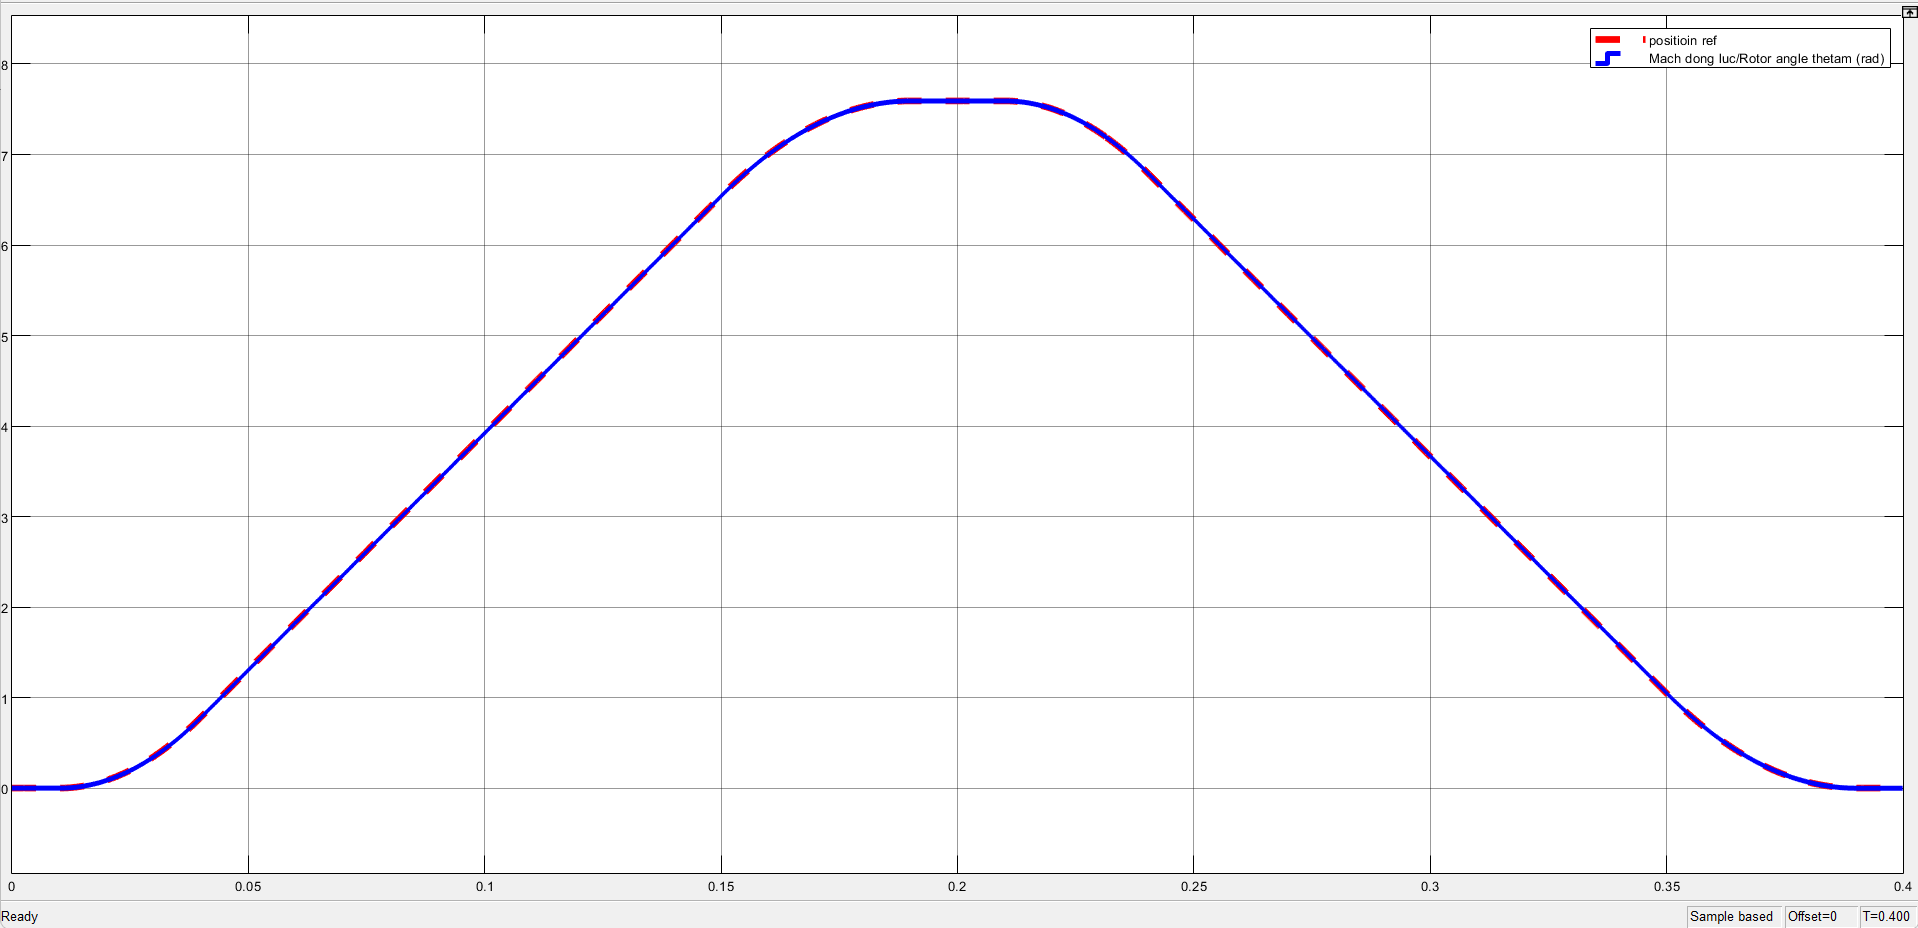 positioin ref
Mach dong luc/Rotor angle thetam (rad)
8
7
6
5
4
3
2
1
0
0 0.05 0.1 0.15 0.2 0.25 0.3 0.35 0.4
Ready Sample based Offset=0 T=0.400